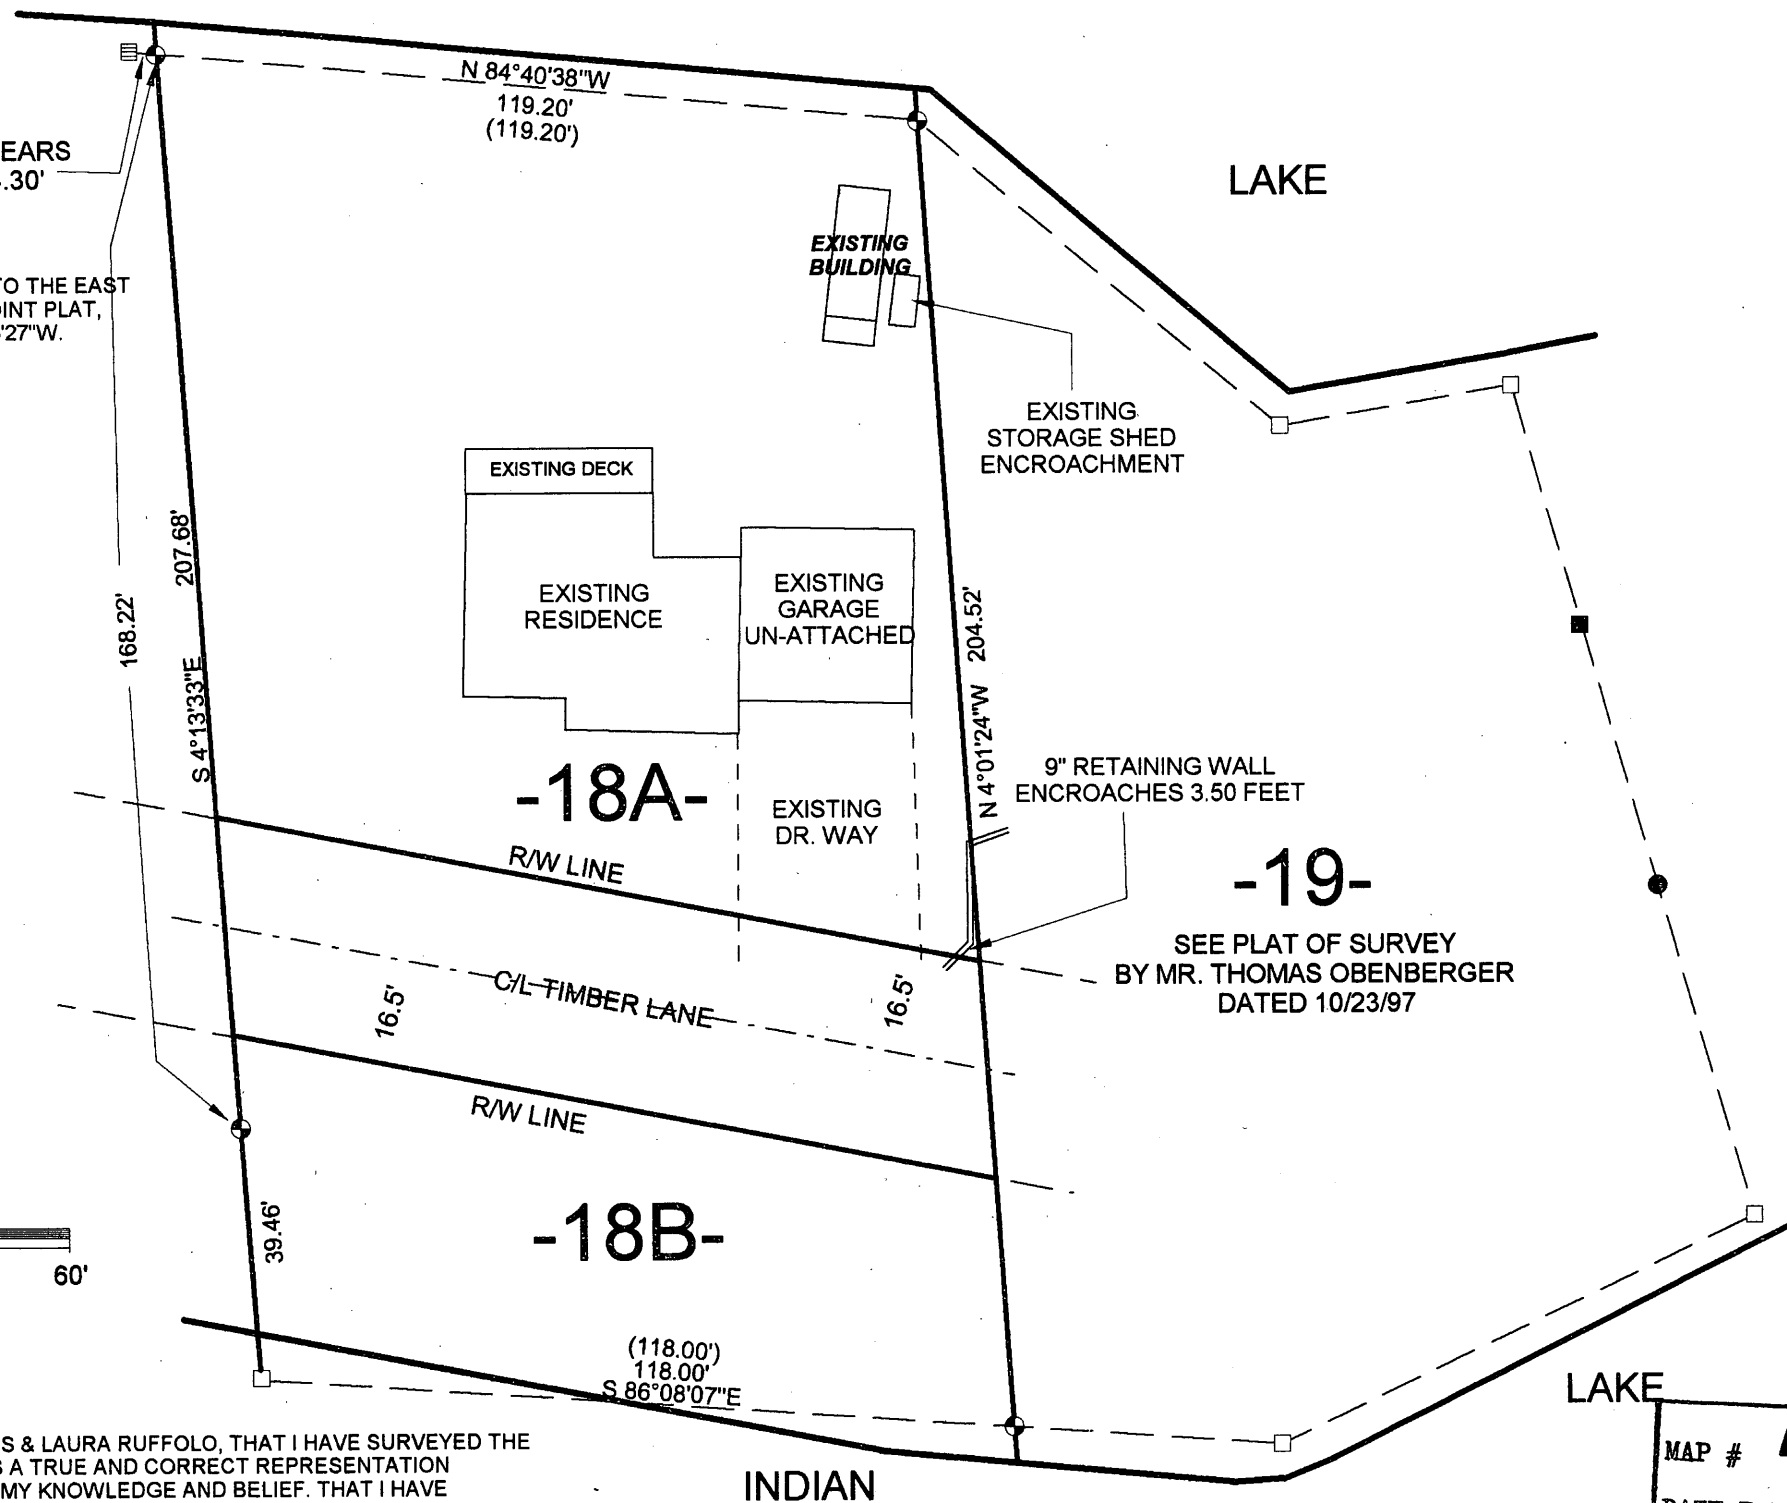 N 84°40'38"W
119.20'
(119.20')
EARS
.30'
LAKE
EXISTING
BUILDING
TO THE EAST
OINT PLAT,
'27"W.
EXISTING
STORAGE SHED
ENCROACHMENT
EXISTING DECK
207.68'
168.22'
S 4°13'33"E
EXISTING
RESIDENCE
EXISTING
GARAGE
UN-ATTACHED
N 4°01'24"W 204.52'
-18A-
EXISTING
DR. WAY
9" RETAINING WALL
ENCROACHES 3.50 FEET
R/W LINE
-19-
SEE PLAT OF SURVEY
BY MR. THOMAS OBENBERGER
DATED 10/23/97
C/L TIMBER LANE
16.5'
16.5'
R/W LINE
-18B-
39.46'
60'
(118.00')
118.00'
S 86°08'07"E
LAKE
S & LAURA RUFFOLO, THAT I HAVE SURVEYED THE
S A TRUE AND CORRECT REPRESENTATION
MY KNOWLEDGE AND BELIEF. THAT I HAVE
INDIAN
MAP #